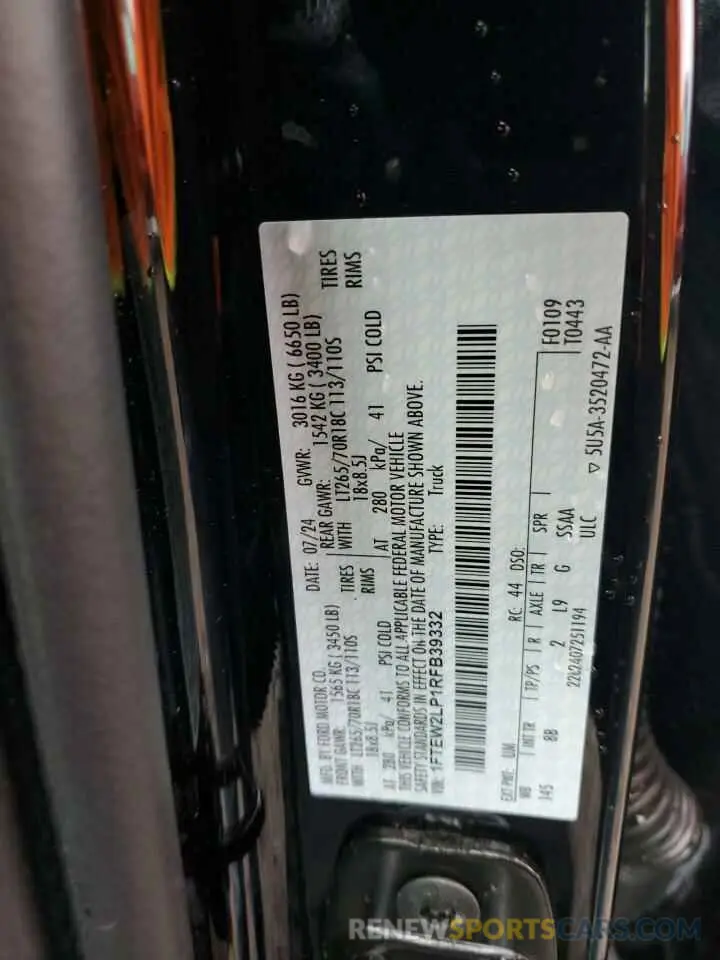 MFD. BY FORD MOTOR CO. DATE: 07/24 GVWR: 3016 KG ( 6650 LB)
FRONT GAWR: 1565 KG ( 3450 LB) REAR GAWR: 1542 KG ( 3400 LB)
WITH LT265/70R18C 113/110S TIRES WITH LT265/70R18C 113/110S TIRES
18x8.5J RIMS 18x8.5J RIMS
AT 280 kPa/ 41 PSI COLD AT 280 kPa/ 41 PSI COLD
THIS VEHICLE CONFORMS TO ALL APPLICABLE FEDERAL MOTOR VEHICLE
SAFETY STANDARDS IN EFFECT ON THE DATE OF MANUFACTURE SHOWN ABOVE.
VIN: 1FTEW2LP1RFB39332 TYPE: Truck
EXT PNT: UM RC: 44 DSO: F0109
WB INT TR TP/PS R AXLE TR SPR T0443
145 8B 2 L9 G SSAA
22L24G7251194 ULC
▽ 5U5A-3520472-AA
RENEWSPORTSCARS.COM